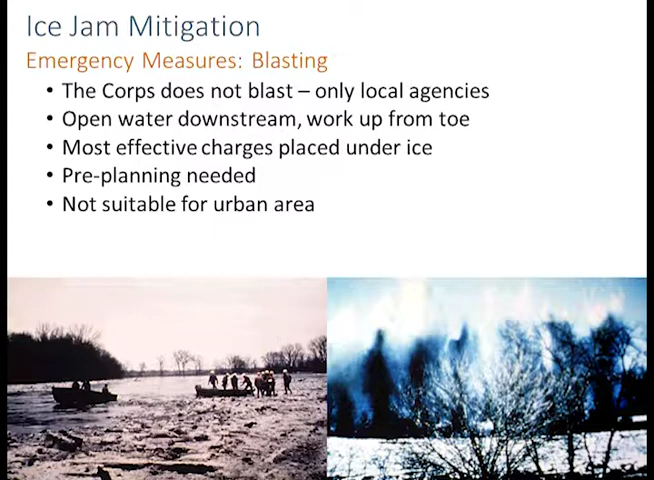 Ice Jam Mitigation
Emergency Measures: Blasting
• The Corps does not blast – only local agencies
• Open water downstream, work up from toe
• Most effective charges placed under ice
• Pre-planning needed
• Not suitable for urban area